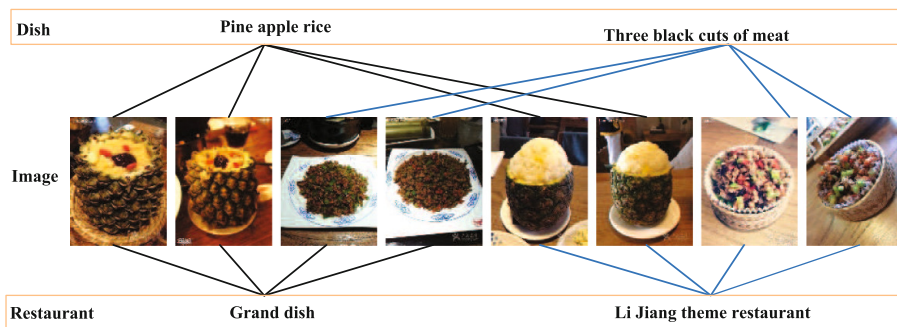 Dish
Pine apple rice
Three black cuts of meat
Image
Restaurant
Grand dish
Li Jiang theme restaurant